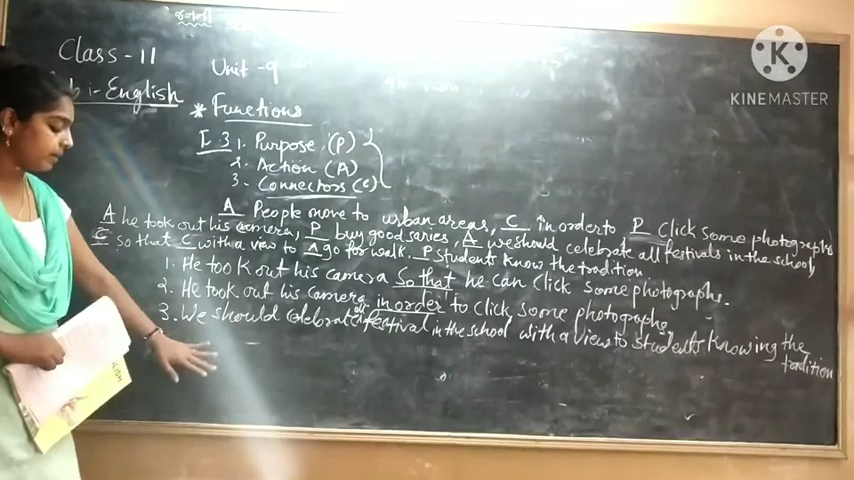 Class-11
Unit-9
-English
* Functions
I.3 1. Purpose (P)
2. Action (A)
3. Connectors (C)
A People move to urban areas, C in order to P Click some photographs
A he took out his camera, P buy good saries, A we should celebrate all festivals in the school,
C so that C with a view to A go for walk. P Students know the tradition
1. He took out his camera so that he can click some photographs.
2. He took out his camera in order to click some photographs
3. We should celebrate all festival in the school with a view to students knowing the
tradition
K
KINEMASTER